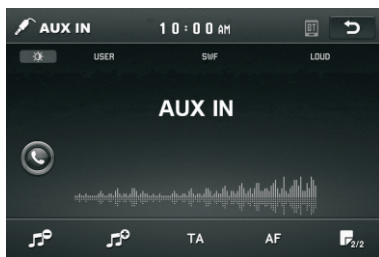 AUX IN 10:00 AM BT
USER SWF LOUD
AUX IN
TA AF 2/2